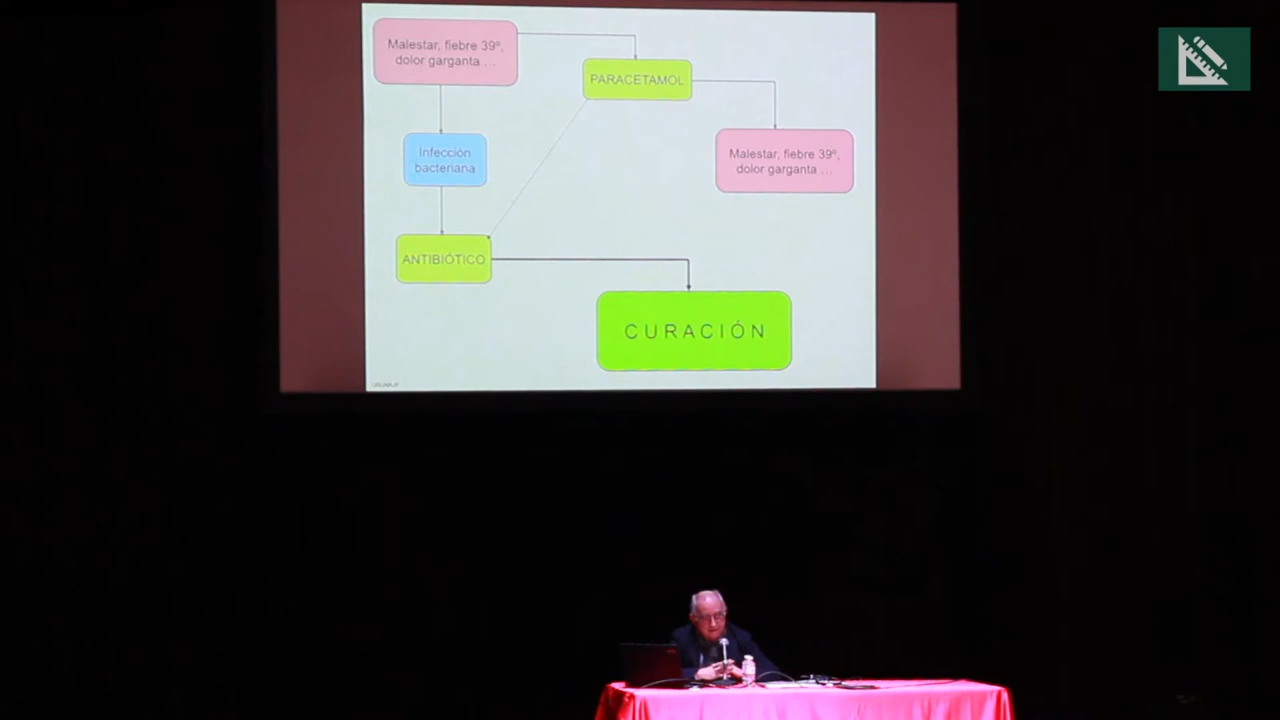 Malestar, fiebre 39º,
dolor garganta ...
PARACETAMOL
Infección
bacteriana
Malestar, fiebre 39º,
dolor garganta ...
ANTIBIÓTICO
CURACIÓN